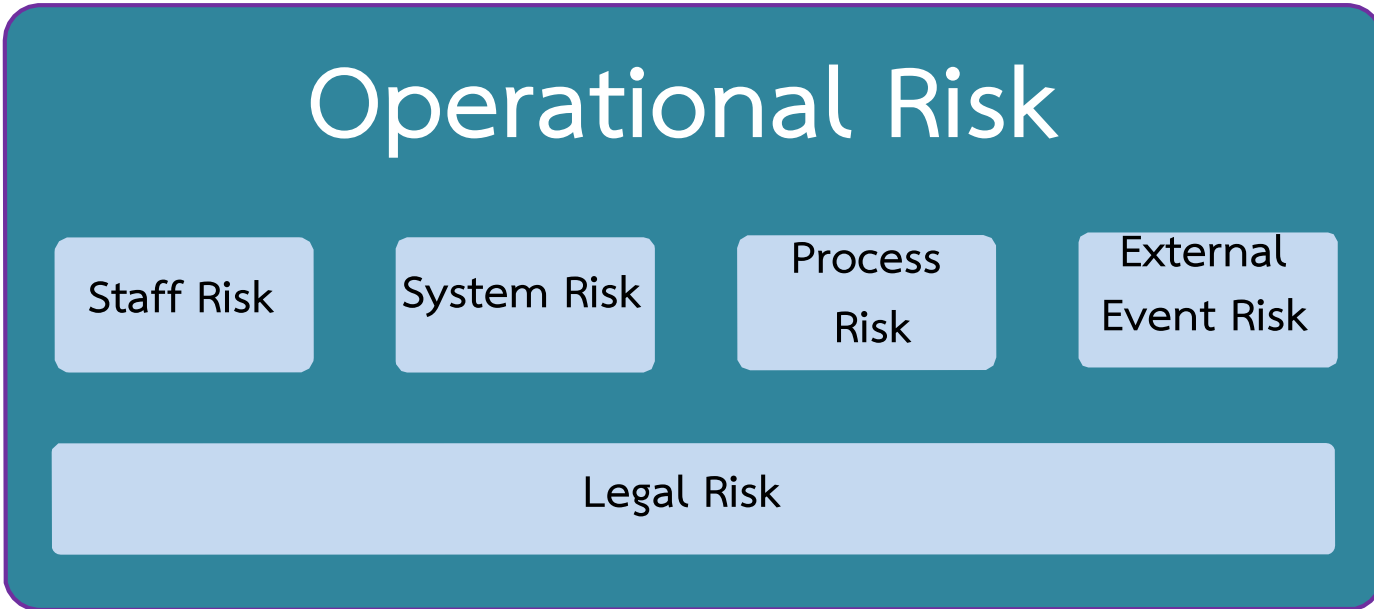 Operational Risk
Staff Risk
System Risk
Process
Risk
External
Event Risk
Legal Risk